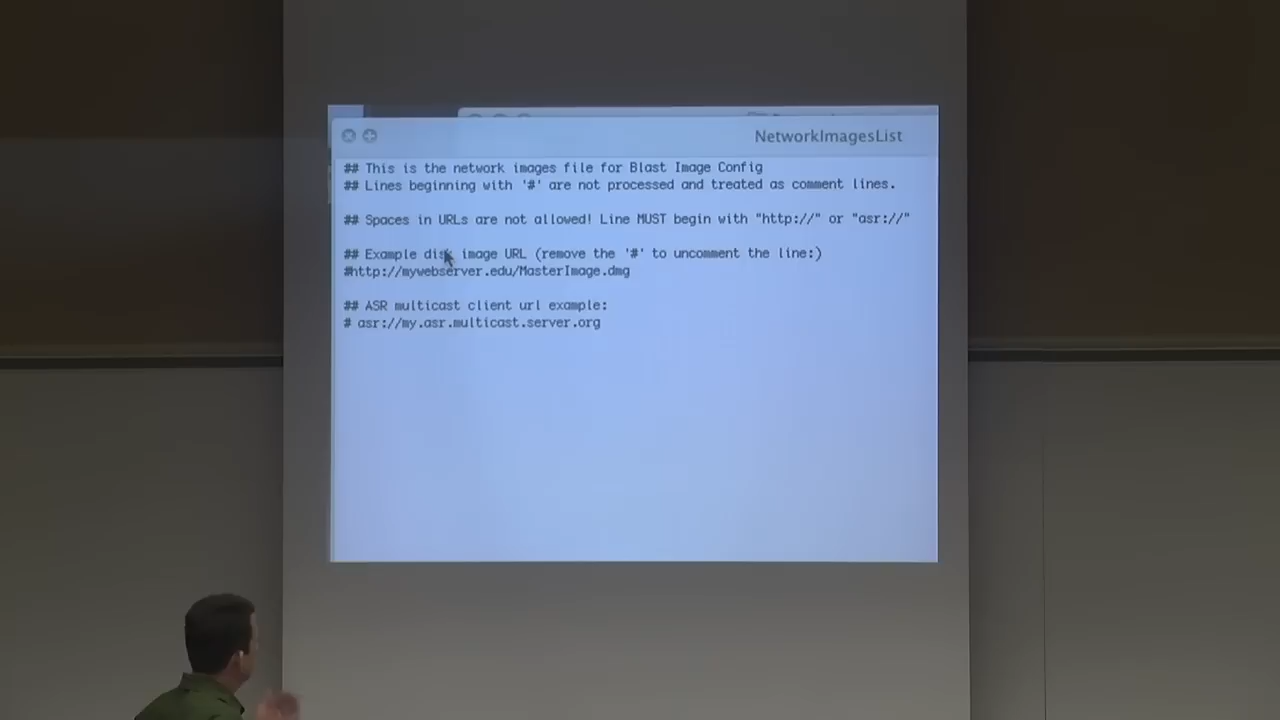 NetworkImagesList
## This is the network images file for Blast Image Config
## Lines beginning with '#' are not processed and treated as comment lines.
## Spaces in URLs are not allowed! Line MUST begin with "http://" or "asr://"
## Example disk image URL (remove the '#' to uncomment the line:)
#http://mywebserver.edu/MasterImage.dmg
## ASR multicast client url example:
# asr://my.asr.multicast.server.org